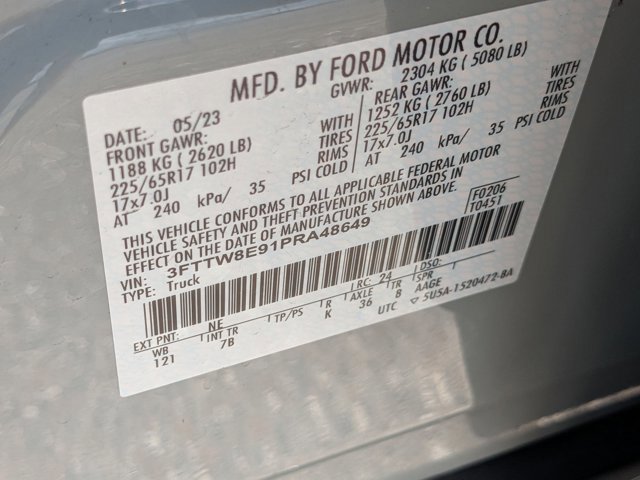 MFD. BY FORD MOTOR CO.
DATE: 05/23 GVWR: 2304 KG ( 5080 LB)
FRONT GAWR: WITH REAR GAWR: WITH
1188 KG ( 2620 LB) TIRES 1252 KG ( 2760 LB) TIRES
225/65R17 102H RIMS 225/65R17 102H RIMS
17x7.0J PSI COLD 17x7.0J PSI COLD
AT 240 kPa/ 35 AT 240 kPa/ 35
THIS VEHICLE CONFORMS TO ALL APPLICABLE FEDERAL MOTOR
VEHICLE SAFETY AND THEFT PREVENTION STANDARDS IN
EFFECT ON THE DATE OF MANUFACTURE SHOWN ABOVE.
F0206
T0451
VIN: 3FTTW8E91PRA48649
TYPE: Truck
EXT PNT: NE RC: 24 DSO:
WB INT TR TP/PS R AXLE TR SPR
121 7B K 36 B AAGE
UTC 5U5A-1520472-BA